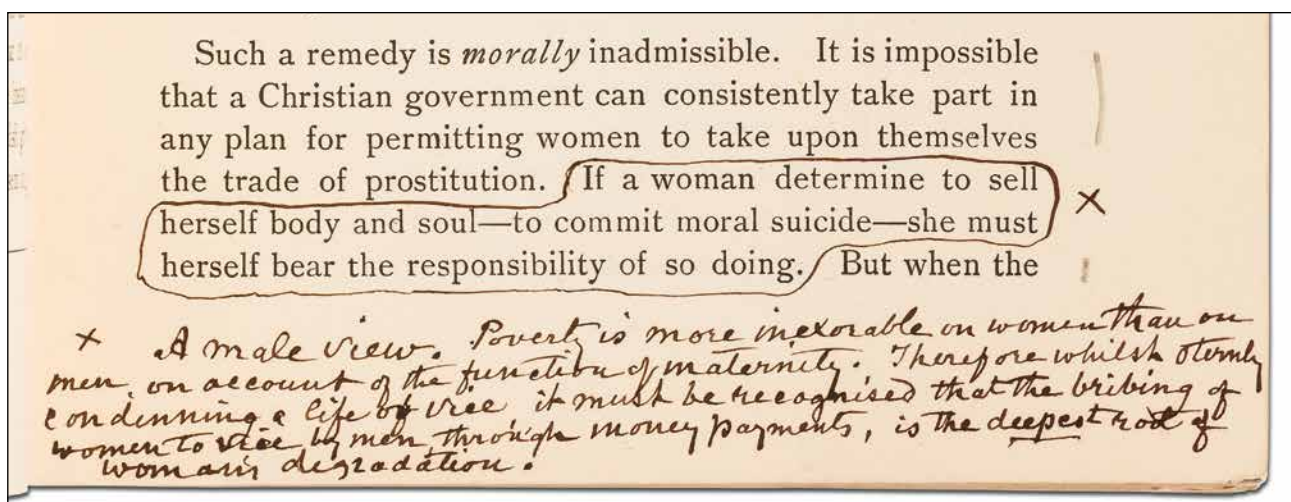 Such a remedy is morally inadmissible. It is impossible
that a Christian government can consistently take part in
any plan for permitting women to take upon themselves
the trade of prostitution. If a woman determine to sell
herself body and soul—to commit moral suicide—she must
herself bear the responsibility of so doing. But when the
× A male view. Poverty is more inexorable on women than on
men, on account of the function of maternity. Therefore whilst sternly
condemning a life of vice it must be recognised that the bribing of
women to vice by men, through money payments, is the deepest root of
woman's degradation.